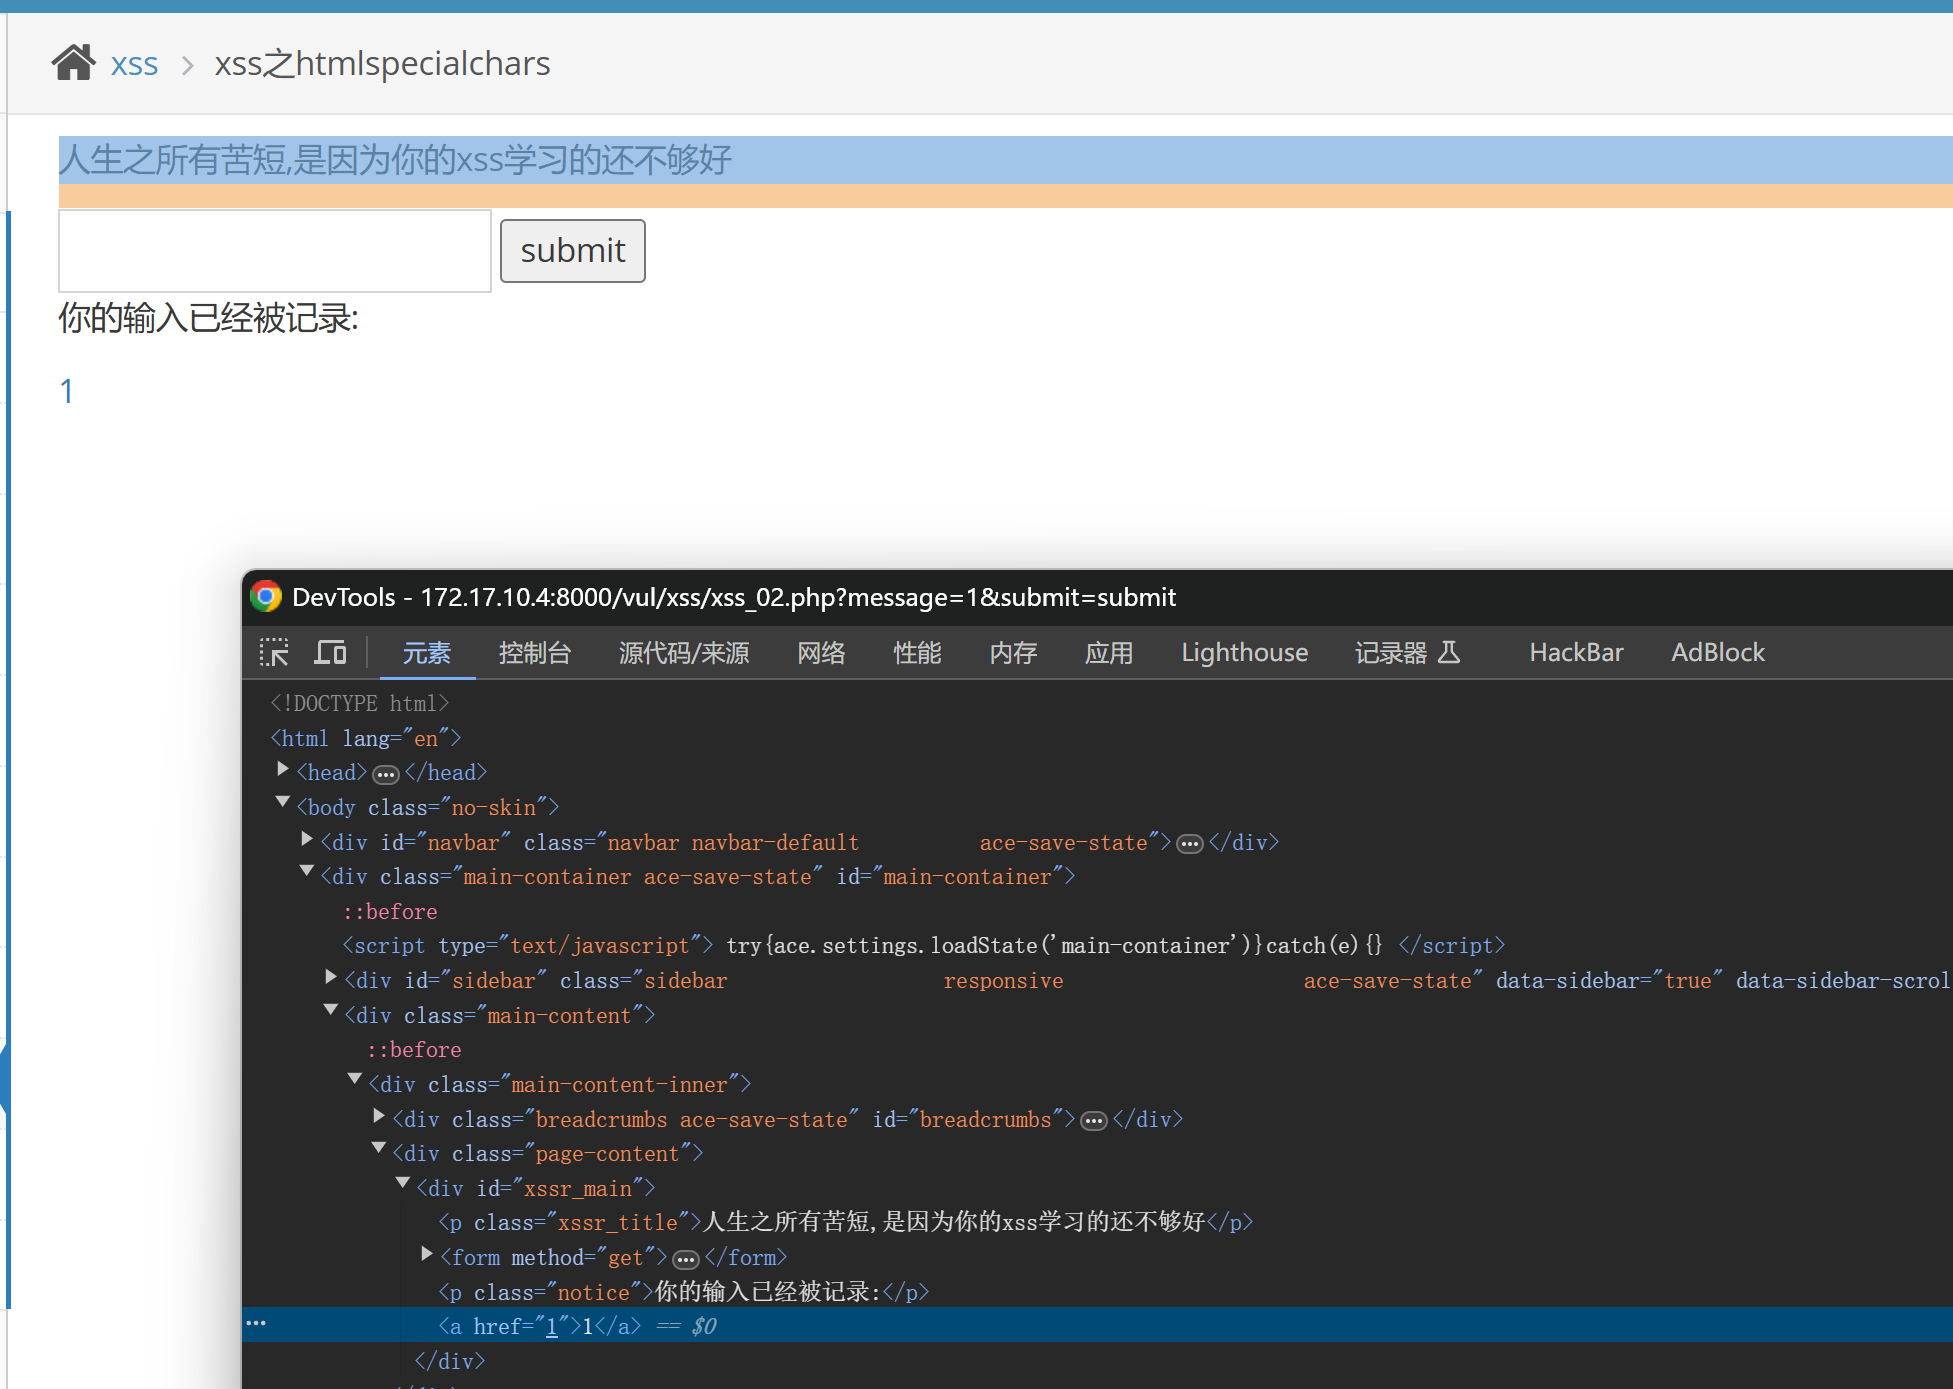 xss > xss之htmlspecialchars
人生之所有苦短,是因为你的xss学习的还不够好
submit
你的输入已经被记录:
1
DevTools - 172.17.10.4:8000/vul/xss/xss_02.php?message=1&submit=submit
元素 控制台 源代码/来源 网络 性能 内存 应用 Lighthouse 记录器 HackBar AdBlock
<!DOCTYPE html>
<html lang="en">
<head>…</head>
<body class="no-skin">
<div id="navbar" class="navbar navbar-default ace-save-state">…</div>
<div class="main-container ace-save-state" id="main-container">
::before
<script type="text/javascript"> try{ace.settings.loadState('main-container')}catch(e){} </script>
<div id="sidebar" class="sidebar responsive ace-save-state" data-sidebar="true" data-sidebar-scrol
<div class="main-content">
::before
<div class="main-content-inner">
<div class="breadcrumbs ace-save-state" id="breadcrumbs">…</div>
<div class="page-content">
<div id="xssr_main">
<p class="xssr_title">人生之所有苦短,是因为你的xss学习的还不够好</p>
<form method="get">…</form>
<p class="notice">你的输入已经被记录:</p>
… <a href="1">1</a> == $0
</div>